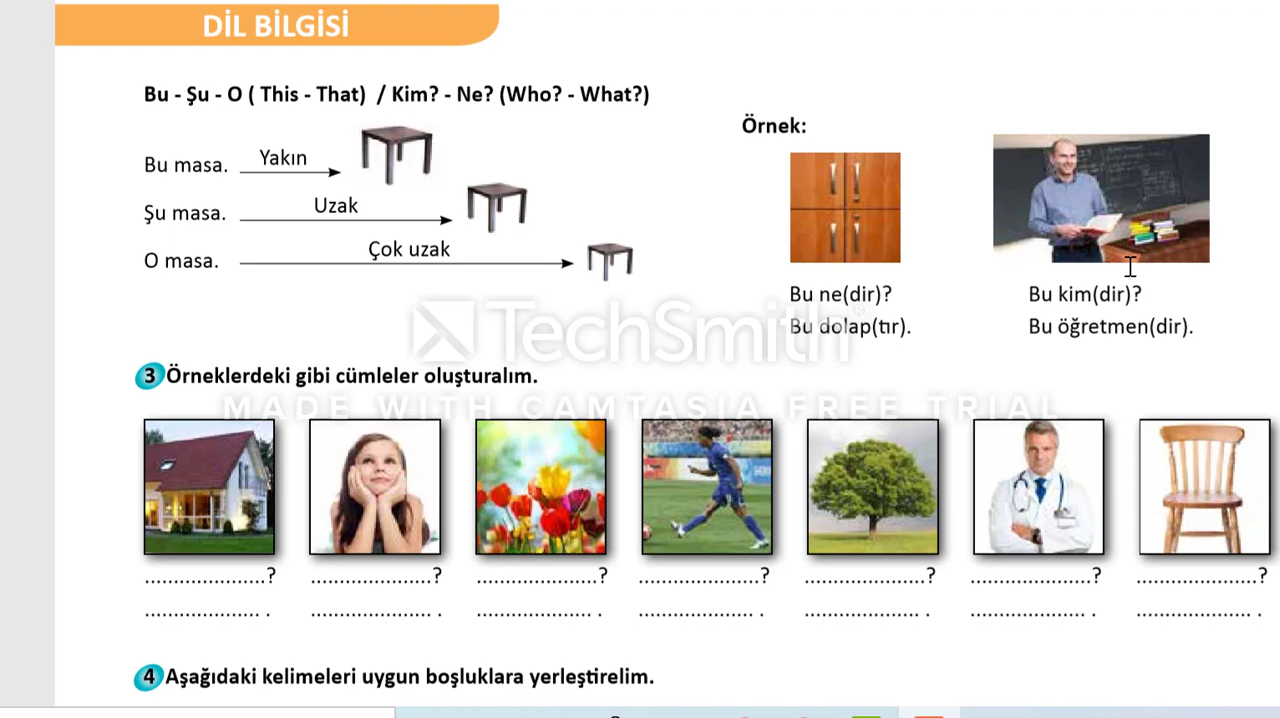 DİL BİLGİSİ
Bu - Şu - O ( This - That)  / Kim? - Ne? (Who? - What?)
Bu masa. Yakın
Şu masa. Uzak
O masa. Çok uzak
Örnek:
Bu ne(dir)?
Bu dolap(tır).
Bu kim(dir)?
Bu öğretmen(dir).
TechSmith®
MADE WITH CAMTASIA FREE TRIAL
3 Örneklerdeki gibi cümleler oluşturalım.
.....................? .....................? .....................? .....................? .....................? .....................? .....................?
.................... . .................... . .................... . .................... . .................... . .................... . .................... .
4 Aşağıdaki kelimeleri uygun boşluklara yerleştirelim.